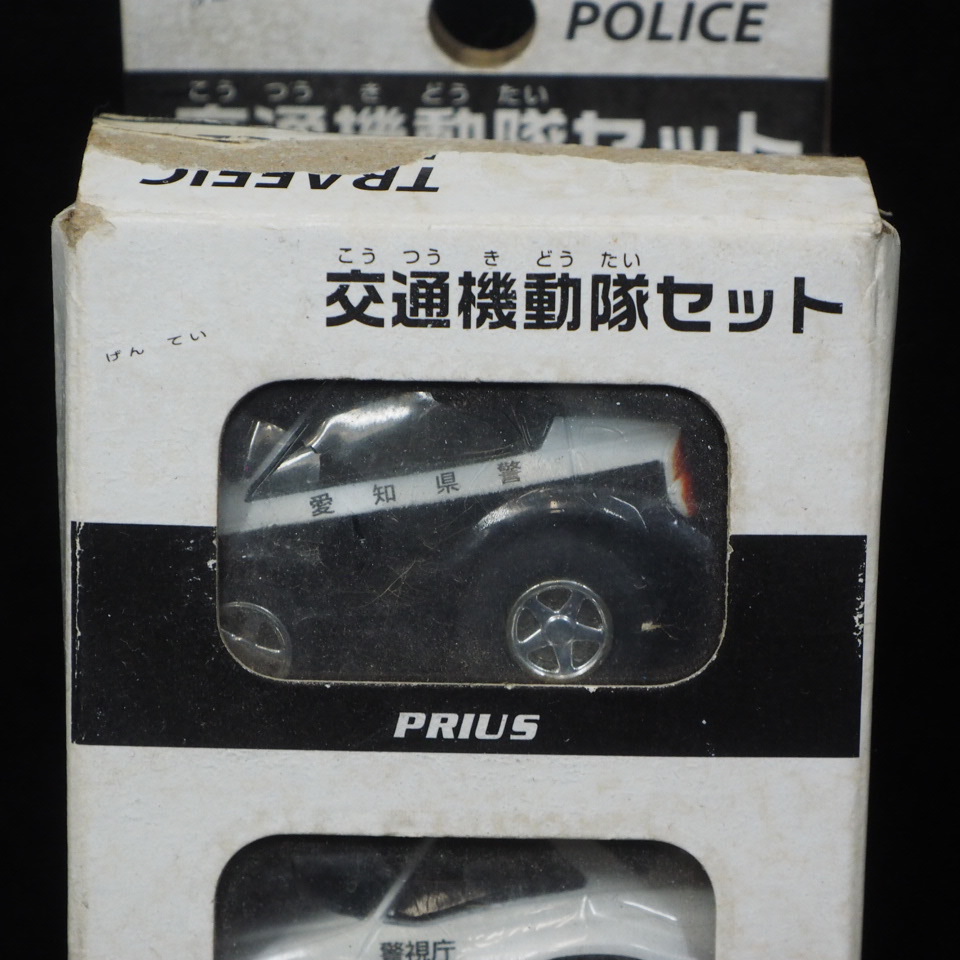 POLICE
こう つう き どう たい
交通機動隊セット
TRAFFIC
こう つう き どう たい
交通機動隊セット
げん てい
愛知県警
PRIUS
警視庁